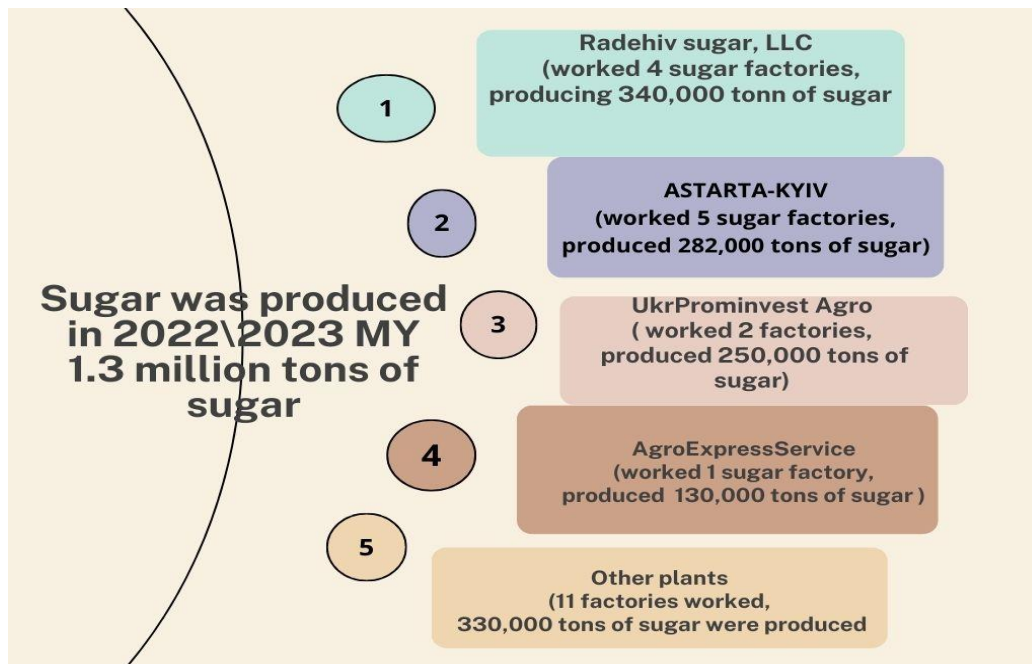 Sugar was produced
in 2022\2023 MY
1.3 million tons of
sugar
1
Radehiv sugar, LLC
(worked 4 sugar factories,
producing 340,000 tonn of sugar
2
ASTARTA-KYIV
(worked 5 sugar factories,
produced 282,000 tons of sugar)
3
UkrProminvest Agro
( worked 2 factories,
produced 250,000 tons of
sugar)
4
AgroExpressService
(worked 1 sugar factory,
produced 130,000 tons of sugar )
5
Other plants
(11 factories worked,
330,000 tons of sugar were produced